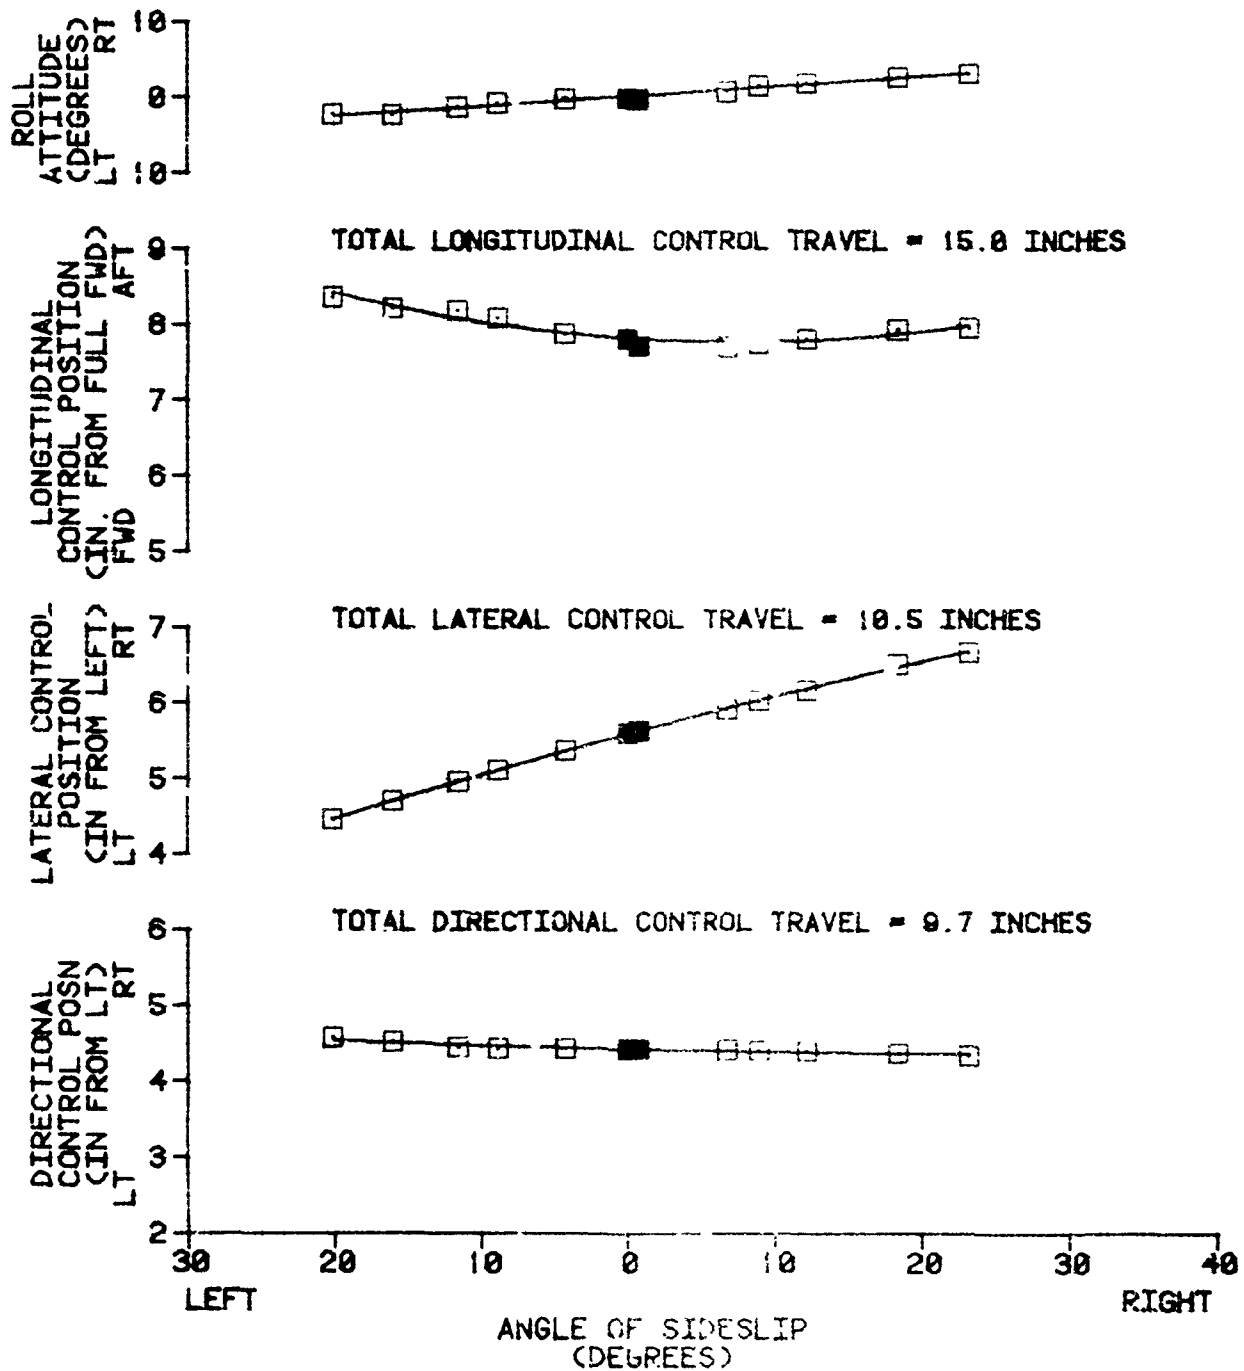 ROLL
ATTITUDE
(DEGREES)
LT RT
10
0
10
TOTAL LONGITUDINAL CONTROL TRAVEL = 15.0 INCHES
LONGITUDINAL
CONTROL POSITION
(IN. FROM FULL FWD)
FWD AFT
9
8
7
6
5
TOTAL LATERAL CONTROL TRAVEL = 10.5 INCHES
LATERAL CONTROL
POSITION
(IN FROM LEFT)
LT RT
7
6
5
4
TOTAL DIRECTIONAL CONTROL TRAVEL = 9.7 INCHES
DIRECTIONAL
CONTROL POSN
(IN FROM LT)
LT RT
6
5
4
3
2
30 20 10 0 10 20 30 40
LEFT RIGHT
ANGLE OF SIDESLIP
(DEGREES)